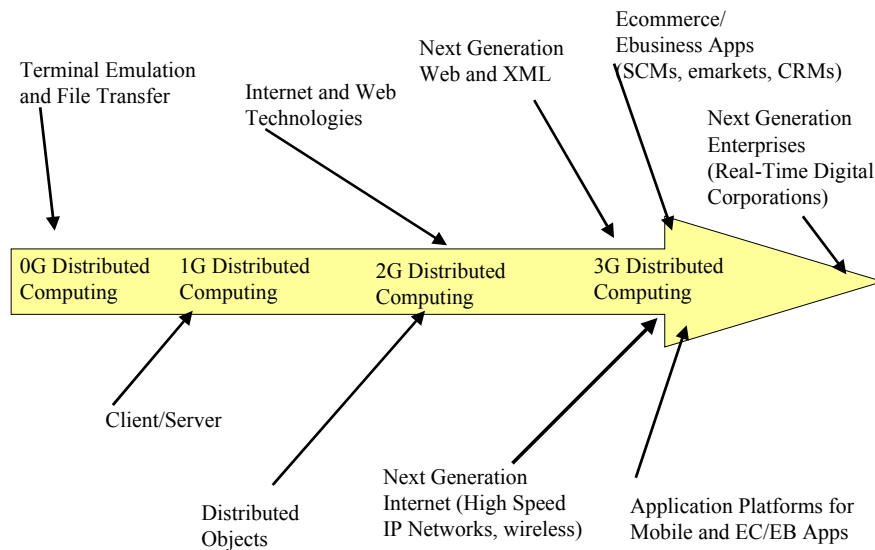 Ecommerce/
Ebusiness Apps
(SCMs, emarkets, CRMs)
Next Generation
Web and XML
Terminal Emulation
and File Transfer
Internet and Web
Technologies
Next Generation
Enterprises
(Real-Time Digital
Corporations)
0G Distributed
Computing
1G Distributed
Computing
2G Distributed
Computing
3G Distributed
Computing
Client/Server
Distributed
Objects
Next Generation
Internet (High Speed
IP Networks, wireless)
Application Platforms for
Mobile and EC/EB Apps